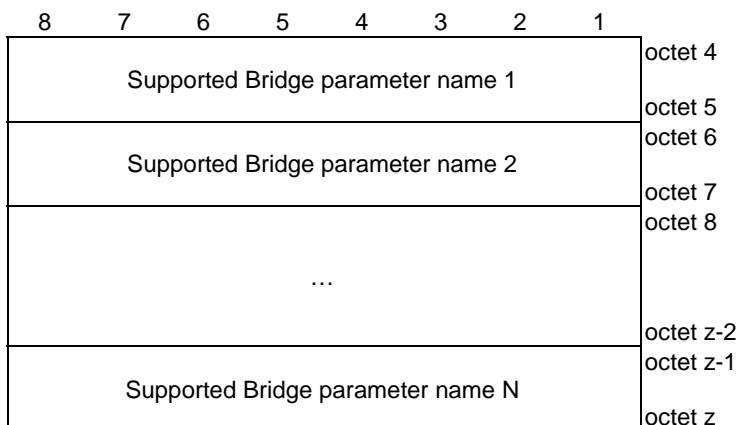 8 7 6 5 4 3 2 1
octet 4
Supported Bridge parameter name 1
octet 5
octet 6
Supported Bridge parameter name 2
octet 7
octet 8
…
octet z-2
octet z-1
Supported Bridge parameter name N
octet z